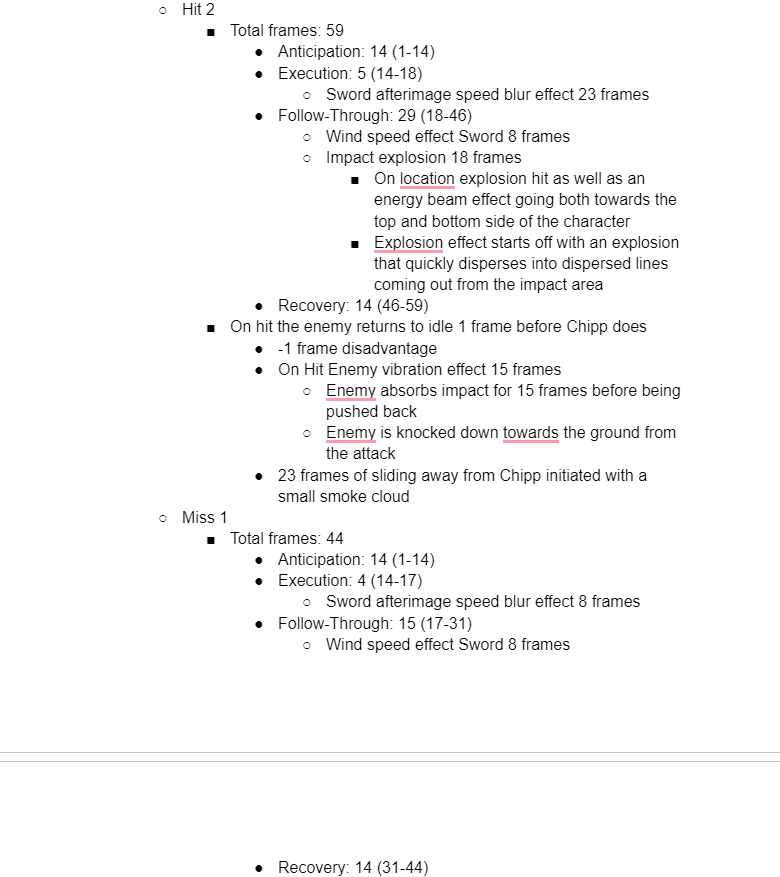 Hit 2
Total frames: 59
Anticipation: 14 (1-14)
Execution: 5 (14-18)
Sword afterimage speed blur effect 23 frames
Follow-Through: 29 (18-46)
Wind speed effect Sword 8 frames
Impact explosion 18 frames
On location explosion hit as well as an
energy beam effect going both towards the
top and bottom side of the character
Explosion effect starts off with an explosion
that quickly disperses into dispersed lines
coming out from the impact area
Recovery: 14 (46-59)
On hit the enemy returns to idle 1 frame before Chipp does
-1 frame disadvantage
On Hit Enemy vibration effect 15 frames
Enemy absorbs impact for 15 frames before being
pushed back
Enemy is knocked down towards the ground from
the attack
23 frames of sliding away from Chipp initiated with a
small smoke cloud
Miss 1
Total frames: 44
Anticipation: 14 (1-14)
Execution: 4 (14-17)
Sword afterimage speed blur effect 8 frames
Follow-Through: 15 (17-31)
Wind speed effect Sword 8 frames
Recovery: 14 (31-44)